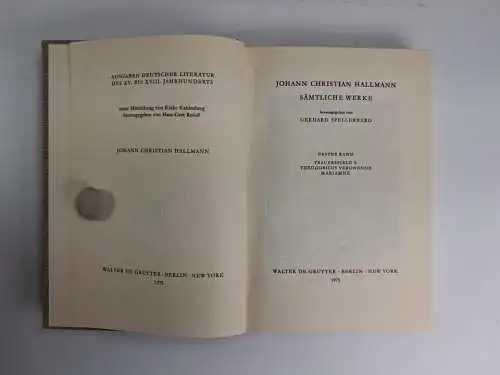 AUSGABEN DEUTSCHER LITERATUR
DES XV. BIS XVIII. JAHRHUNDERTS
unter Mitwirkung von Käthe Kahlenberg
herausgegeben von Hans-Gert Roloff
JOHANN CHRISTIAN HALLMANN
WALTER DE GRUYTER · BERLIN · NEW YORK
1975
JOHANN CHRISTIAN HALLMANN
SÄMTLICHE WERKE
herausgegeben von
GERHARD SPELLERBERG
ERSTER BAND
TRAUERSPIELE I:
THEODORICUS VERONENSIS
MARIAMNE
WALTER DE GRUYTER · BERLIN · NEW YORK
1975